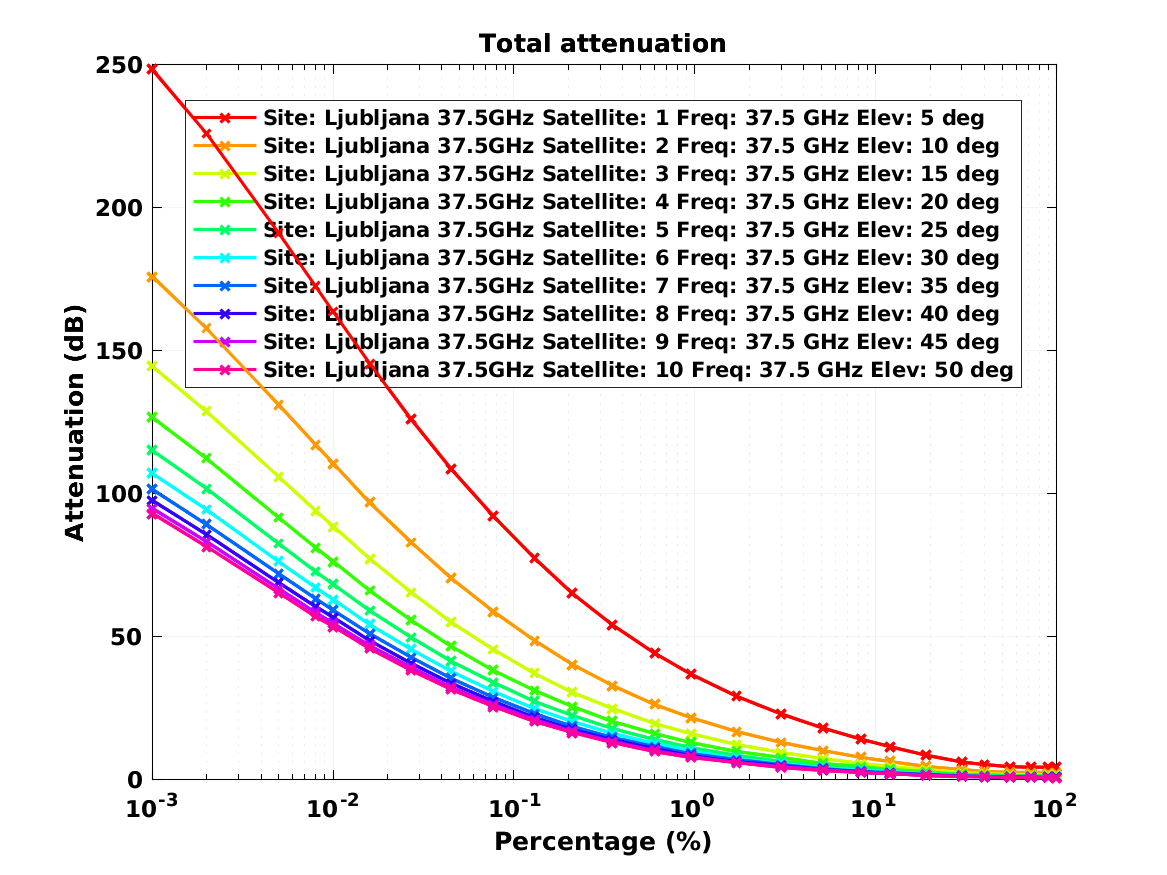 Total attenuation
250
200
150
100
50
0
Attenuation (dB)
Site: Ljubljana 37.5GHz Satellite: 1 Freq: 37.5 GHz Elev: 5 deg
Site: Ljubljana 37.5GHz Satellite: 2 Freq: 37.5 GHz Elev: 10 deg
Site: Ljubljana 37.5GHz Satellite: 3 Freq: 37.5 GHz Elev: 15 deg
Site: Ljubljana 37.5GHz Satellite: 4 Freq: 37.5 GHz Elev: 20 deg
Site: Ljubljana 37.5GHz Satellite: 5 Freq: 37.5 GHz Elev: 25 deg
Site: Ljubljana 37.5GHz Satellite: 6 Freq: 37.5 GHz Elev: 30 deg
Site: Ljubljana 37.5GHz Satellite: 7 Freq: 37.5 GHz Elev: 35 deg
Site: Ljubljana 37.5GHz Satellite: 8 Freq: 37.5 GHz Elev: 40 deg
Site: Ljubljana 37.5GHz Satellite: 9 Freq: 37.5 GHz Elev: 45 deg
Site: Ljubljana 37.5GHz Satellite: 10 Freq: 37.5 GHz Elev: 50 deg
10^-3 10^-2 10^-1 10^0 10^1 10^2
Percentage (%)